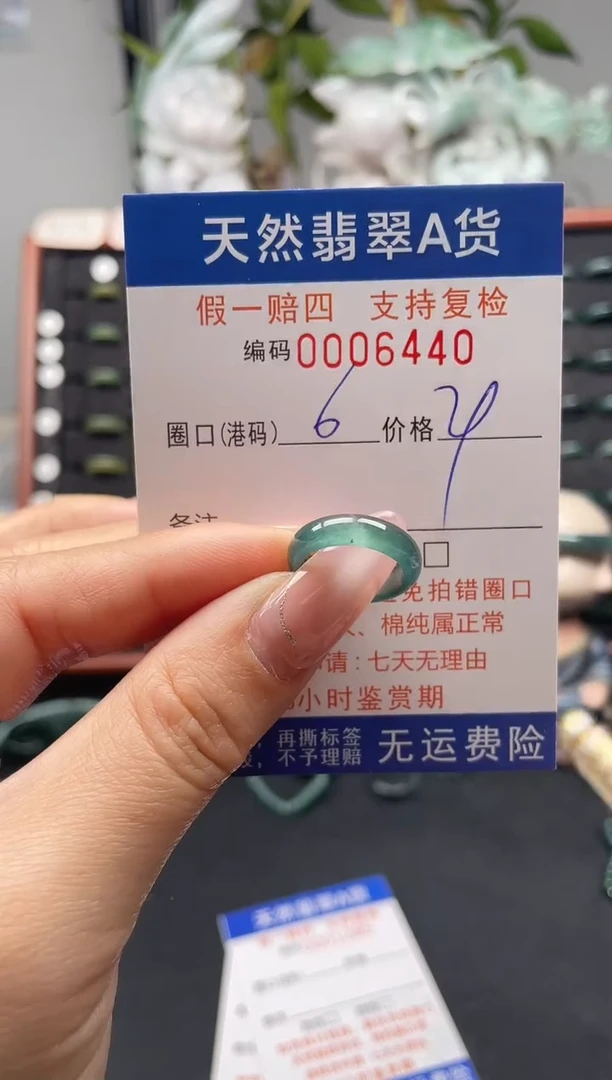 天然翡翠A货
假一赔四 支持复检
编码0006440
圈口(港码) 6 价格
备注
□
免拍错圈口
、棉纯属正常
请:七天无理由
小时鉴赏期
,再撕标签
,不予理赔
无运费险